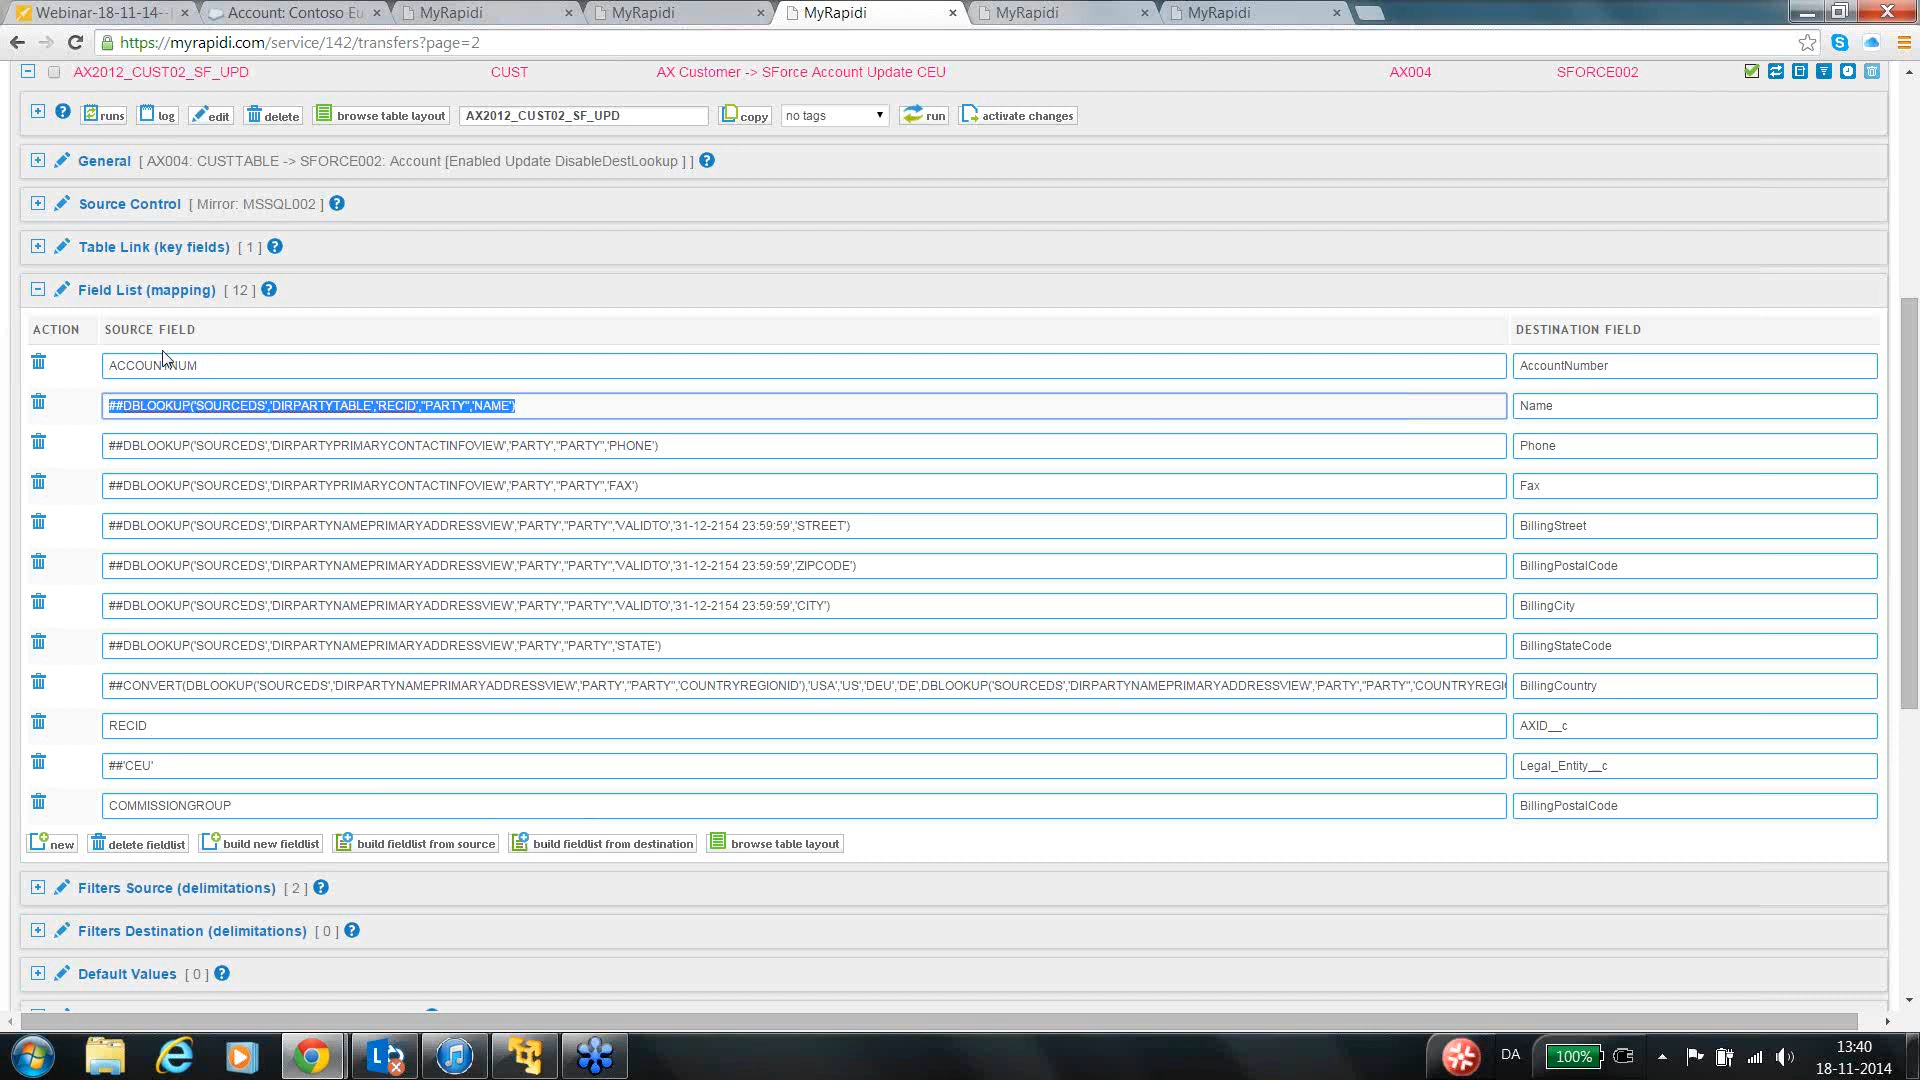 Webinar-18-11-14-
Account: Contoso Eu
MyRapidi
MyRapidi
MyRapidi
MyRapidi
MyRapidi
https://myrapidi.com/service/142/transfers?page=2
AX2012_CUST02_SF_UPD CUST AX Customer -> SForce Account Update CEU AX004 SFORCE002
runs log edit delete browse table layout AX2012_CUST02_SF_UPD copy no tags run activate changes
General [ AX004: CUSTTABLE -> SFORCE002: Account [Enabled Update DisableDestLookup ] ]
Source Control [ Mirror: MSSQL002 ]
Table Link (key fields) [ 1 ]
Field List (mapping) [ 12 ]
ACTION SOURCE FIELD DESTINATION FIELD
AccountNumber
##DBLOOKUP('SOURCEDS','DIRPARTYTABLE','RECID',"PARTY",'NAME') Name
##DBLOOKUP('SOURCEDS','DIRPARTYPRIMARYCONTACTINFOVIEW','PARTY',"PARTY",'PHONE') Phone
##DBLOOKUP('SOURCEDS','DIRPARTYPRIMARYCONTACTINFOVIEW','PARTY',"PARTY",'FAX') Fax
##DBLOOKUP('SOURCEDS','DIRPARTYNAMEPRIMARYADDRESSVIEW','PARTY',"PARTY",'VALIDTO','31-12-2154 23:59:59','STREET') BillingStreet
##DBLOOKUP('SOURCEDS','DIRPARTYNAMEPRIMARYADDRESSVIEW','PARTY',"PARTY",'VALIDTO','31-12-2154 23:59:59','ZIPCODE') BillingPostalCode
##DBLOOKUP('SOURCEDS','DIRPARTYNAMEPRIMARYADDRESSVIEW','PARTY',"PARTY",'VALIDTO','31-12-2154 23:59:59','CITY') BillingCity
##DBLOOKUP('SOURCEDS','DIRPARTYNAMEPRIMARYADDRESSVIEW','PARTY',"PARTY",'STATE') BillingStateCode
##CONVERT(DBLOOKUP('SOURCEDS','DIRPARTYNAMEPRIMARYADDRESSVIEW','PARTY',"PARTY",'COUNTRYREGIONID'),'USA','US','DEU','DE',DBLOOKUP('SOURCEDS','DIRPARTYNAMEPRIMARYADDRESSVIEW','PARTY',"PARTY",'COUNTRYREGI BillingCountry
RECID AXID__c
##'CEU' Legal_Entity__c
COMMISSIONGROUP BillingPostalCode
new delete fieldlist build new fieldlist build fieldlist from source build fieldlist from destination browse table layout
Filters Source (delimitations) [ 2 ]
Filters Destination (delimitations) [ 0 ]
Default Values [ 0 ]
DA 100% 13:40
18-11-2014